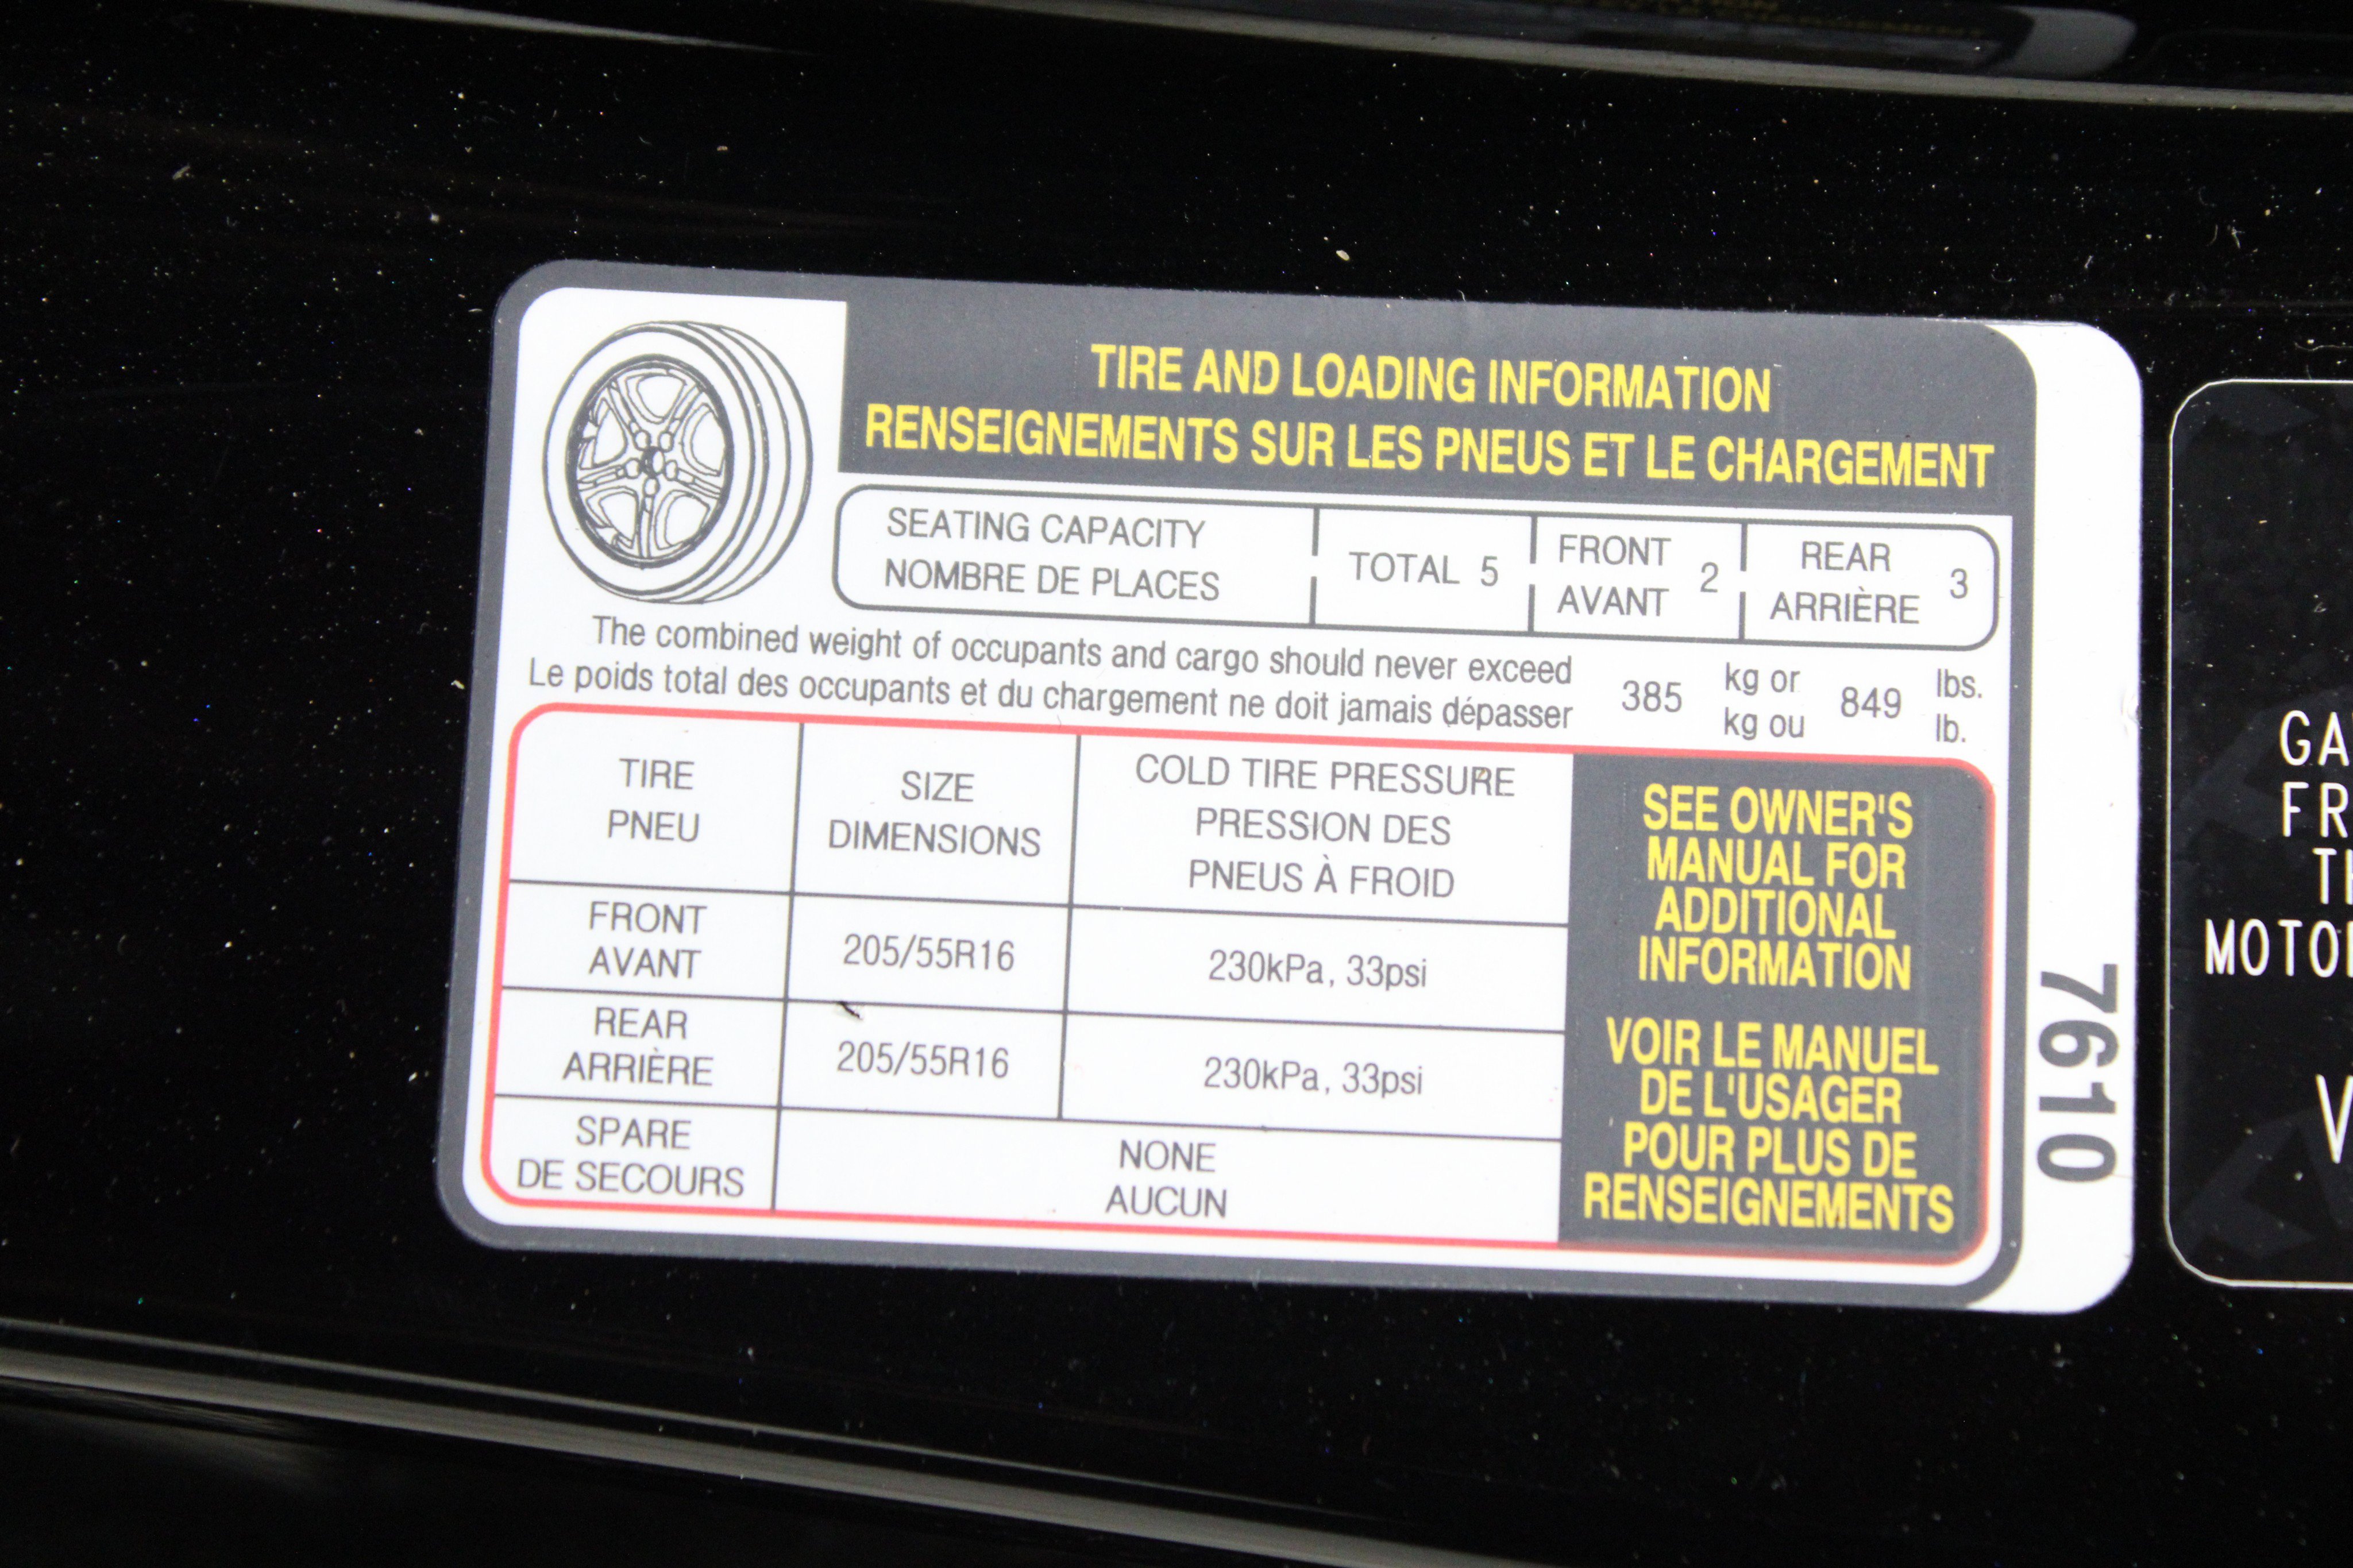 TIRE AND LOADING INFORMATION
RENSEIGNEMENTS SUR LES PNEUS ET LE CHARGEMENT
SEATING CAPACITY
NOMBRE DE PLACES
TOTAL 5
FRONT
AVANT
2
REAR
ARRIÈRE
3
The combined weight of occupants and cargo should never exceed
Le poids total des occupants et du chargement ne doit jamais dépasser
385
kg or
kg ou
849
lbs.
lb.
TIRE
PNEU
SIZE
DIMENSIONS
COLD TIRE PRESSURE
PRESSION DES
PNEUS À FROID
FRONT
AVANT
205/55R16
230kPa, 33psi
REAR
ARRIÈRE
205/55R16
230kPa, 33psi
SPARE
DE SECOURS
NONE
AUCUN
SEE OWNER'S
MANUAL FOR
ADDITIONAL
INFORMATION
VOIR LE MANUEL
DE L'USAGER
POUR PLUS DE
RENSEIGNEMENTS
7610
GA
FR
MOTO
V